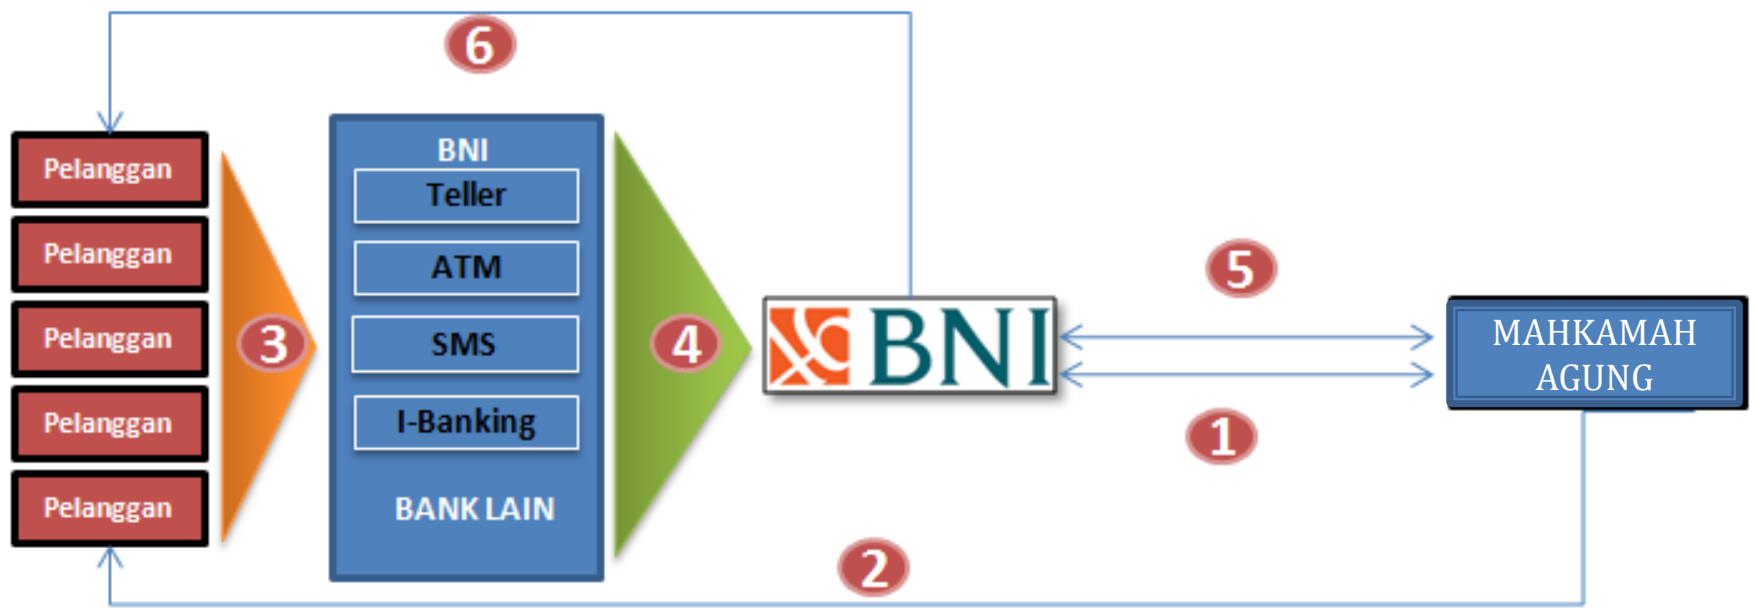 6
Pelanggan
Pelanggan
Pelanggan
Pelanggan
Pelanggan
3
BNI
Teller
ATM
SMS
I-Banking
BANK LAIN
4
BNI
5
1
MAHKAMAH
AGUNG
2